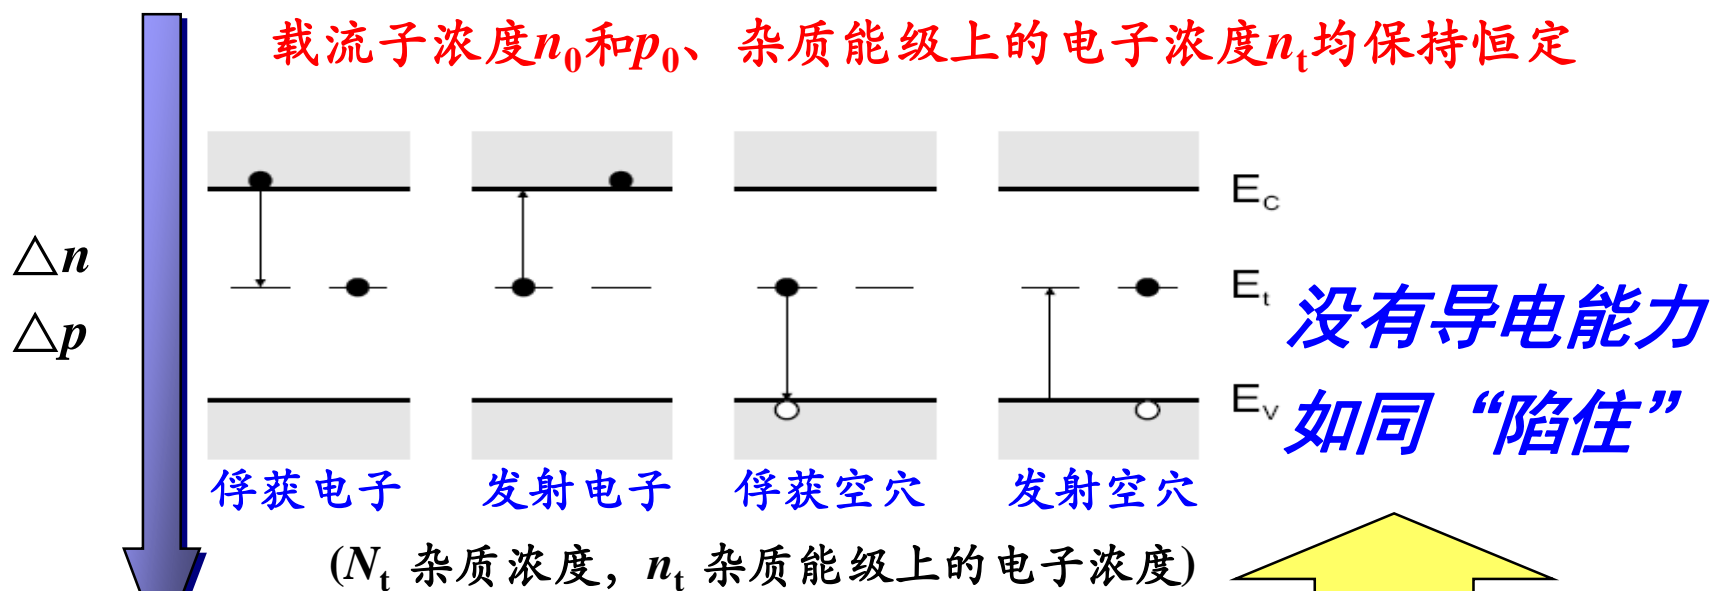 载流子浓度n₀和p₀、杂质能级上的电子浓度nₜ均保持恒定
E_C
△n
E_t
没有导电能力
△p
E_V
如同“陷住”
俘获电子 发射电子 俘获空穴 发射空穴
(Nₜ 杂质浓度，nₜ 杂质能级上的电子浓度)